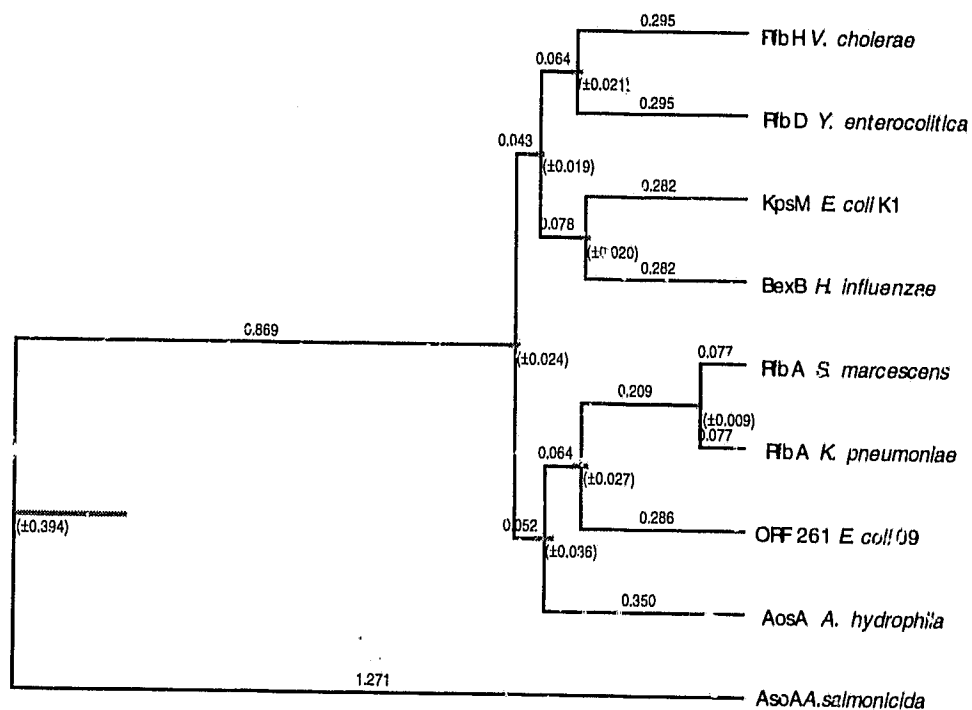 0.295
RfbH V. cholerae
0.064
(±0.021)
0.295
RfbD Y. enterocolitica
0.043
(±0.019)
0.282
KpsM E. coli K1
0.078
(±0.020)
0.282
BexB H. influenzae
0.869
(±0.024)
0.077
RfbA S. marcescens
0.209
(±0.009)
0.077
RfbA K. pneumoniae
0.064
(±0.027)
(±0.394)
0.052
0.286
ORF261 E. coli 09
(±0.036)
0.350
AosA A. hydrophila
1.271
AsoA A.salmonicida